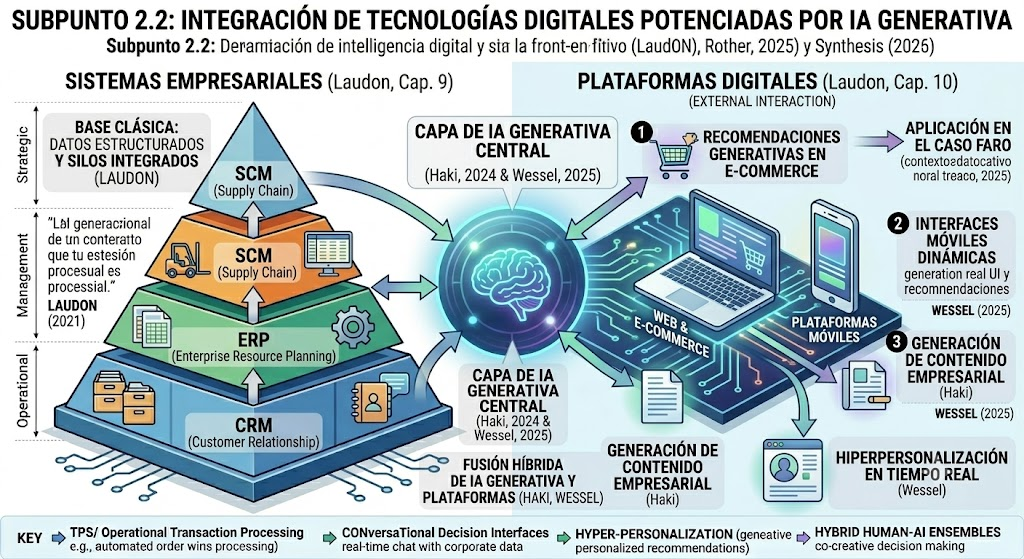 SUBPUNTO 2.2: INTEGRACIÓN DE TECNOLOGÍAS DIGITALES POTENCIADAS POR IA GENERATIVA
Subpunto 2.2: Deramtiación de intelligencia digital y sia la front-en-fitivo (LaudON), Rother, 2025) y Synthesis (2025)
SISTEMAS EMPRESARIALES (Laudon, Cap. 9)
Strategic
Management
Operational
BASE CLÁSICA:
DATOS ESTRUCTURADOS
Y SILOS INTEGRADOS
(LAUDON)
"Lal generacional
de un conteratto
que tu estesión
procesual es
processial."
LAUDON
(2021)
SCM
(Supply Chain)
SCM
(Supply Chain)
ERP
(Enterprise Resource Planning)
CRM
(Customer Relationship)
CAPA DE IA GENERATIVA
CENTRAL
(Haki, 2024 & Wessel, 2025)
CAPA DE IA
GENERATIVA
CENTRAL
(Haki, 2024 &
Wessel, 2025)
FUSIÓN HÍBRIDA
DE IA GENERATIVA Y
PLATAFORMAS (HAKI, WESSEL)
PLATAFORMAS DIGITALES (Laudon, Cap. 10)
(EXTERNAL INTERACTION)
1
RECOMENDACIONES
GENERATIVAS EN
E-COMMERCE
APLICACIÓN EN
EL CASO FARO
(contextoedatocativo
noral treaco, 2025)
2
INTERFACES
MÓVILES
DINÁMICAS
generation real UI y
recomendaciones
WESSEL (2025)
WEB &
E-COMMERCE
PLATAFORMAS
MÓVILES
3
GENERACIÓN
DE CONTENIDO
EMPRESARIAL
(Haki)
WESSEL (2025)
GENERACIÓN DE
CONTENIDO
EMPRESARIAL
(Haki)
HIPERPERSONALIZACIÓN
EN TIEMPO REAL
(Wessel)
KEY
TPS/ Operational Transaction Processing
e.g., automated order wins processing)
CONversaTional Decision Interfaces
real-time chat with corporate data
HYPER-PERSONALIZATION (geneative
personalizad recommendations)
HYBRID HUMAN-AI ENSEMBLES
co-creative decision making